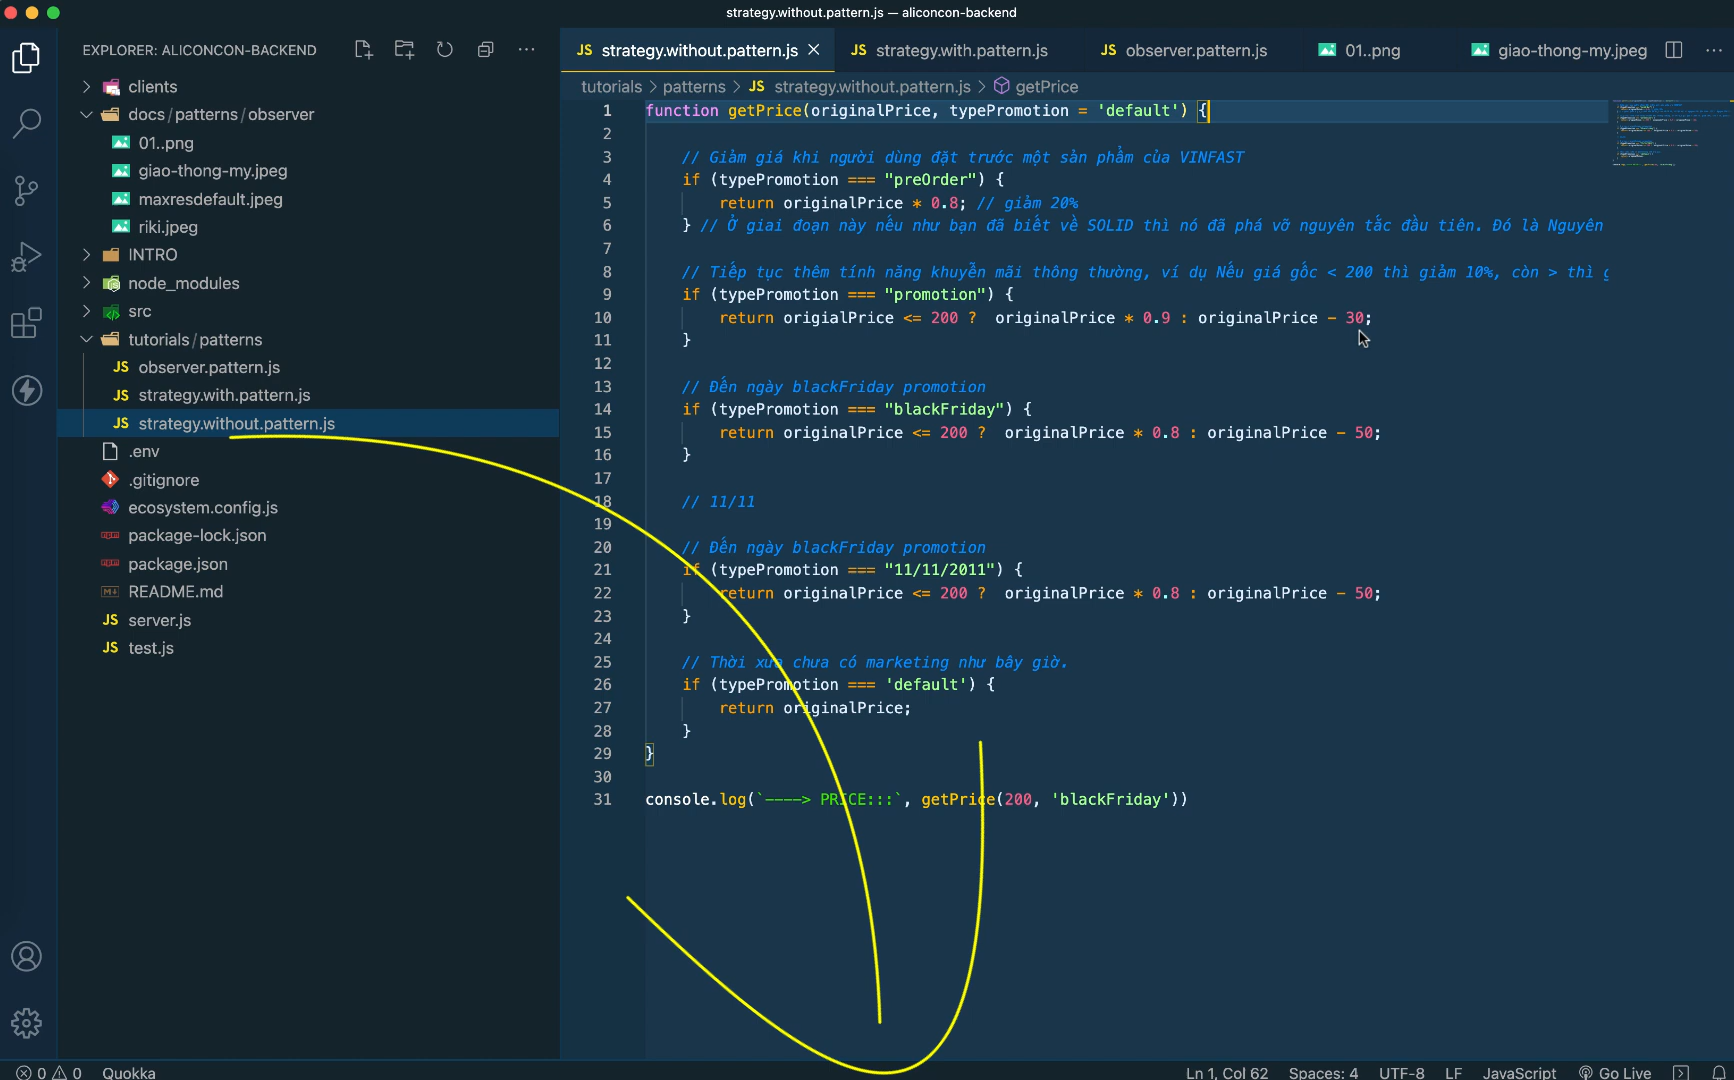 strategy.without.pattern.js — aliconcon-backend
EXPLORER: ALICONCON-BACKEND
clients
docs/patterns/observer
01..png
giao-thong-my.jpeg
maxresdefault.jpeg
riki.jpeg
INTRO
node_modules
src
tutorials/patterns
JS observer.pattern.js
JS strategy.with.pattern.js
JS strategy.without.pattern.js
.env
.gitignore
ecosystem.config.js
package-lock.json
package.json
README.md
JS server.js
JS test.js
JS strategy.without.pattern.js
JS strategy.with.pattern.js
JS observer.pattern.js
01..png
giao-thong-my.jpeg
tutorials > patterns > JS strategy.without.pattern.js > getPrice
1 function getPrice(originalPrice, typePromotion = 'default') {
2
3 // Giảm giá khi người dùng đặt trước một sản phẩm của VINFAST
4 if (typePromotion === "preOrder") {
5 return originalPrice * 0.8; // giảm 20%
6 } // Ở giai đoạn này nếu như bạn đã biết về SOLID thì nó đã phá vỡ nguyên tắc đầu tiên. Đó là Nguyên
7
8 // Tiếp tục thêm tính năng khuyễn mãi thông thường, ví dụ Nếu giá gốc < 200 thì giảm 10%, còn > thì
9 if (typePromotion === "promotion") {
10 return origialPrice <= 200 ? originalPrice * 0.9 : originalPrice - 30;
11 }
12
13 // Đến ngày blackFriday promotion
14 if (typePromotion === "blackFriday") {
15 return originalPrice <= 200 ? originalPrice * 0.8 : originalPrice - 50;
16 }
17
18 // 11/11
19
20 // Đến ngày blackFriday promotion
21 if (typePromotion === "11/11/2011") {
22 return originalPrice <= 200 ? originalPrice * 0.8 : originalPrice - 50;
23 }
24
25 // Thời xưa chưa có marketing như bây giờ.
26 if (typePromotion === 'default') {
27 return originalPrice;
28 }
29 }
30
31 console.log(`----> PRICE:::`, getPrice(200, 'blackFriday'))
0 0 Quokka
Ln 1, Col 62 Spaces: 4 UTF-8 LF JavaScript Go Live